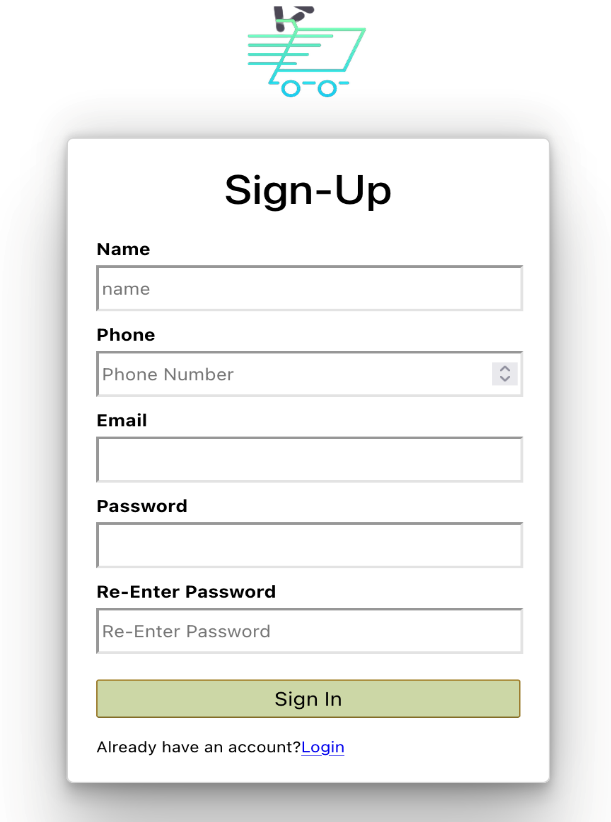 Sign-Up
Name
name
Phone
Phone Number
Email
Password
Re-Enter Password
Re-Enter Password
Sign In
Already have an account?Login